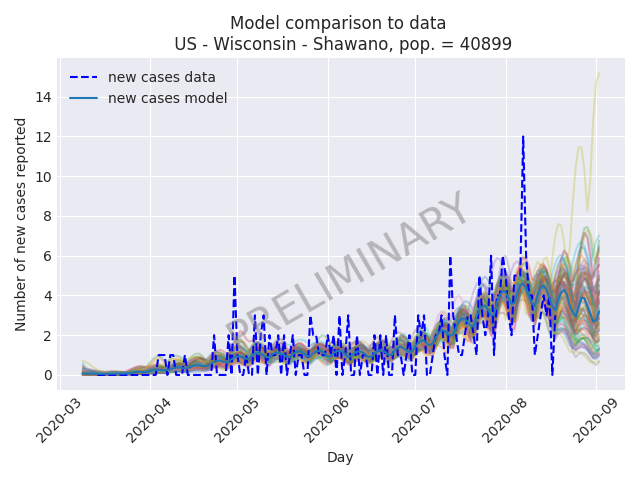 Model comparison to data
US - Wisconsin - Shawano, pop. = 40899
new cases data
new cases model
14
12
10
8
6
4
2
0
Number of new cases reported
PRELIMINARY
2020-03
2020-04
2020-05
2020-06
2020-07
2020-08
2020-09
Day